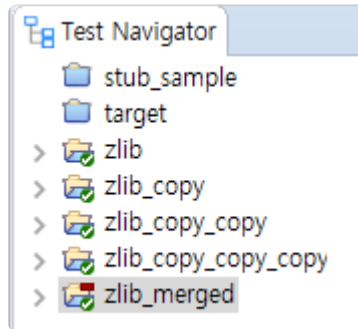 Test Navigator
stub_sample
target
zlib
zlib_copy
zlib_copy_copy
zlib_copy_copy_copy
zlib_merged